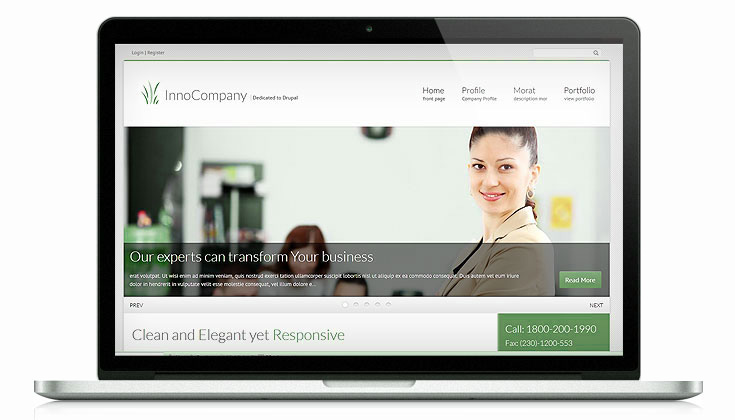 Login | Register
InnoCompany
Dedicated to Drupal
Home
front page
Profile
Company Profile
Morat
description moi
Portfolio
view portfolio
Our experts can transform Your business
erat volutpat. Ut wisi enim ad minim veniam, quis nostrud exerci tation ullamcorper suscipit lobortis nisl ut aliquip ex ea commodo consequat. Duis autem vel eum iriure
dolor in hendrerit in vulputate velit esse molestie consequat, vel illum dolore e...
Read More
PREV
NEXT
Clean and Elegant yet Responsive
Call: 1800-200-1990
Fax: (230)-1200-553